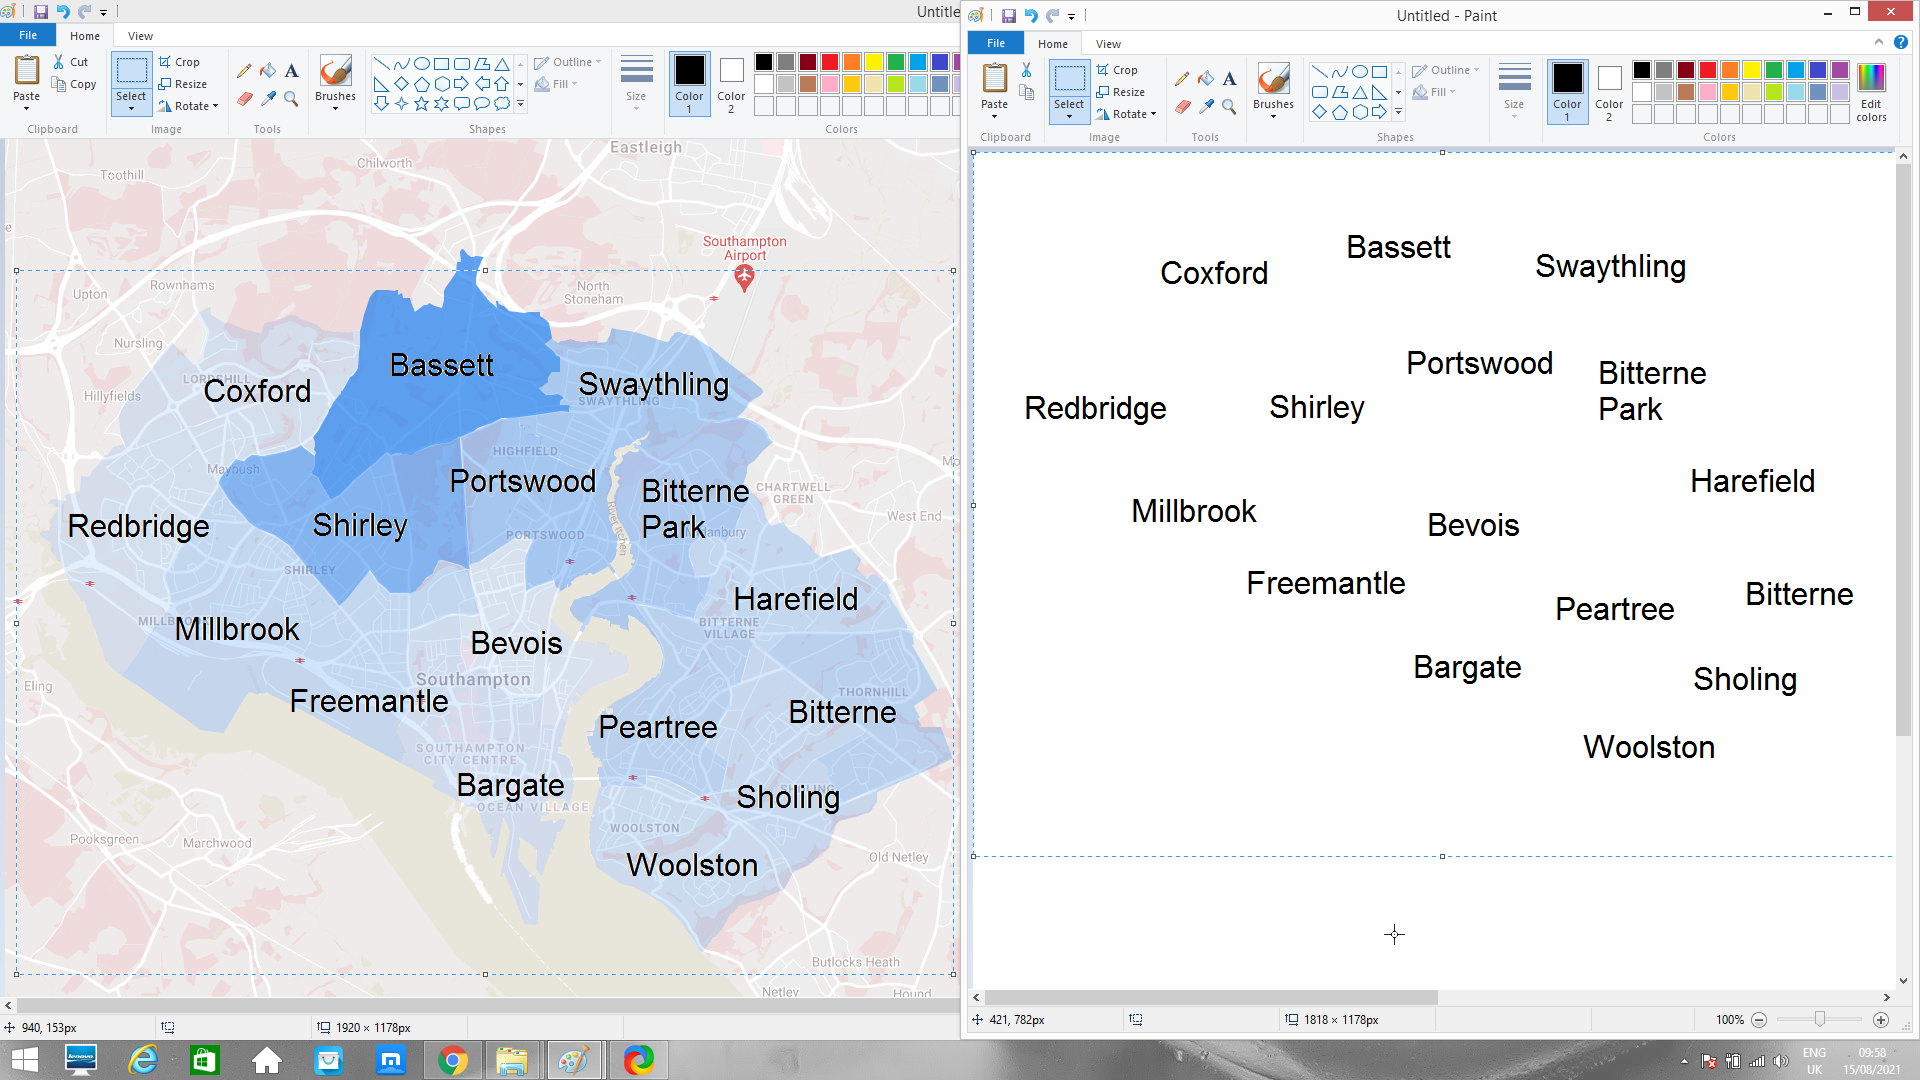 Untitle
File
Home
View
Paste
Cut
Copy
Clipboard
Select
Crop
Resize
Rotate
Image
Tools
Brushes
Shapes
Outline
Fill
Size
Color
1
Color
2
Colors
Eastleigh
Chilworth
Toothill
Southampton
Airport
Rownhams
Upton
North
Stoneham
Nursling
Bassett
LORDSHILL
Coxford
Swaythling
SWAYTHLING
Hillyfields
HIGHFIELD
Maybush
Portswood
Bitterne
Park
CHARTWELL
GREEN
Mo
West End
Redbridge
Shirley
PORTSWOOD
River Itchen
SHIRLEY
Harefield
BITTERNE
VILLAGE
Millbrook
Bevois
Southampton
Eling
Freemantle
THORNHILL
Bitterne
Peartree
SOUTHAMPTON
CITY CENTRE
Bargate
OCEAN VILLAGE
Sholing
WOOLSTON
Pooksgreen
Marchwood
Woolston
Old Netley
Butlocks Heath
Netley
Hound
940, 153px
1920 × 1178px
Untitled - Paint
File
Home
View
Paste
Clipboard
Select
Crop
Resize
Rotate
Image
Tools
Brushes
Shapes
Outline
Fill
Size
Color
1
Color
2
Edit
colors
Colors
Bassett
Coxford
Swaythling
Portswood
Bitterne
Park
Redbridge
Shirley
Harefield
Millbrook
Bevois
Freemantle
Bitterne
Peartree
Bargate
Sholing
Woolston
421, 782px
1818 × 1178px
100%
lenovo
ENG
UK
09:58
15/08/2021